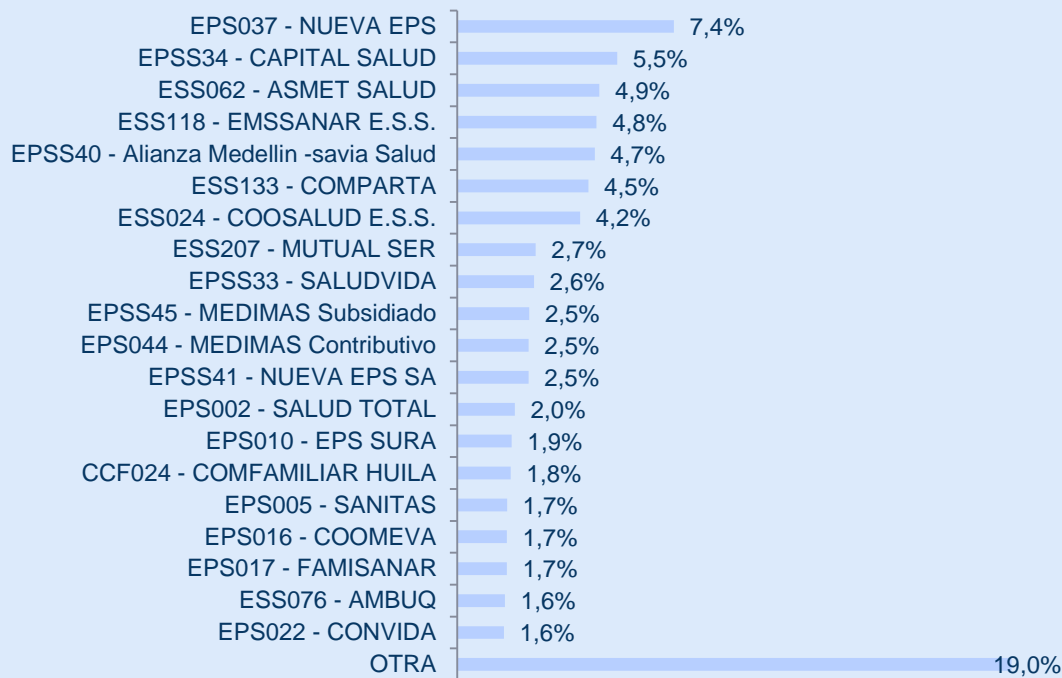 EPS037 - NUEVA EPS 7,4%
EPSS34 - CAPITAL SALUD 5,5%
ESS062 - ASMET SALUD 4,9%
ESS118 - EMSSANAR E.S.S. 4,8%
EPSS40 - Alianza Medellin -savia Salud 4,7%
ESS133 - COMPARTA 4,5%
ESS024 - COOSALUD E.S.S. 4,2%
ESS207 - MUTUAL SER 2,7%
EPSS33 - SALUDVIDA 2,6%
EPSS45 - MEDIMAS Subsidiado 2,5%
EPS044 - MEDIMAS Contributivo 2,5%
EPSS41 - NUEVA EPS SA 2,5%
EPS002 - SALUD TOTAL 2,0%
EPS010 - EPS SURA 1,9%
CCF024 - COMFAMILIAR HUILA 1,8%
EPS005 - SANITAS 1,7%
EPS016 - COOMEVA 1,7%
EPS017 - FAMISANAR 1,7%
ESS076 - AMBUQ 1,6%
EPS022 - CONVIDA 1,6%
OTRA 19,0%